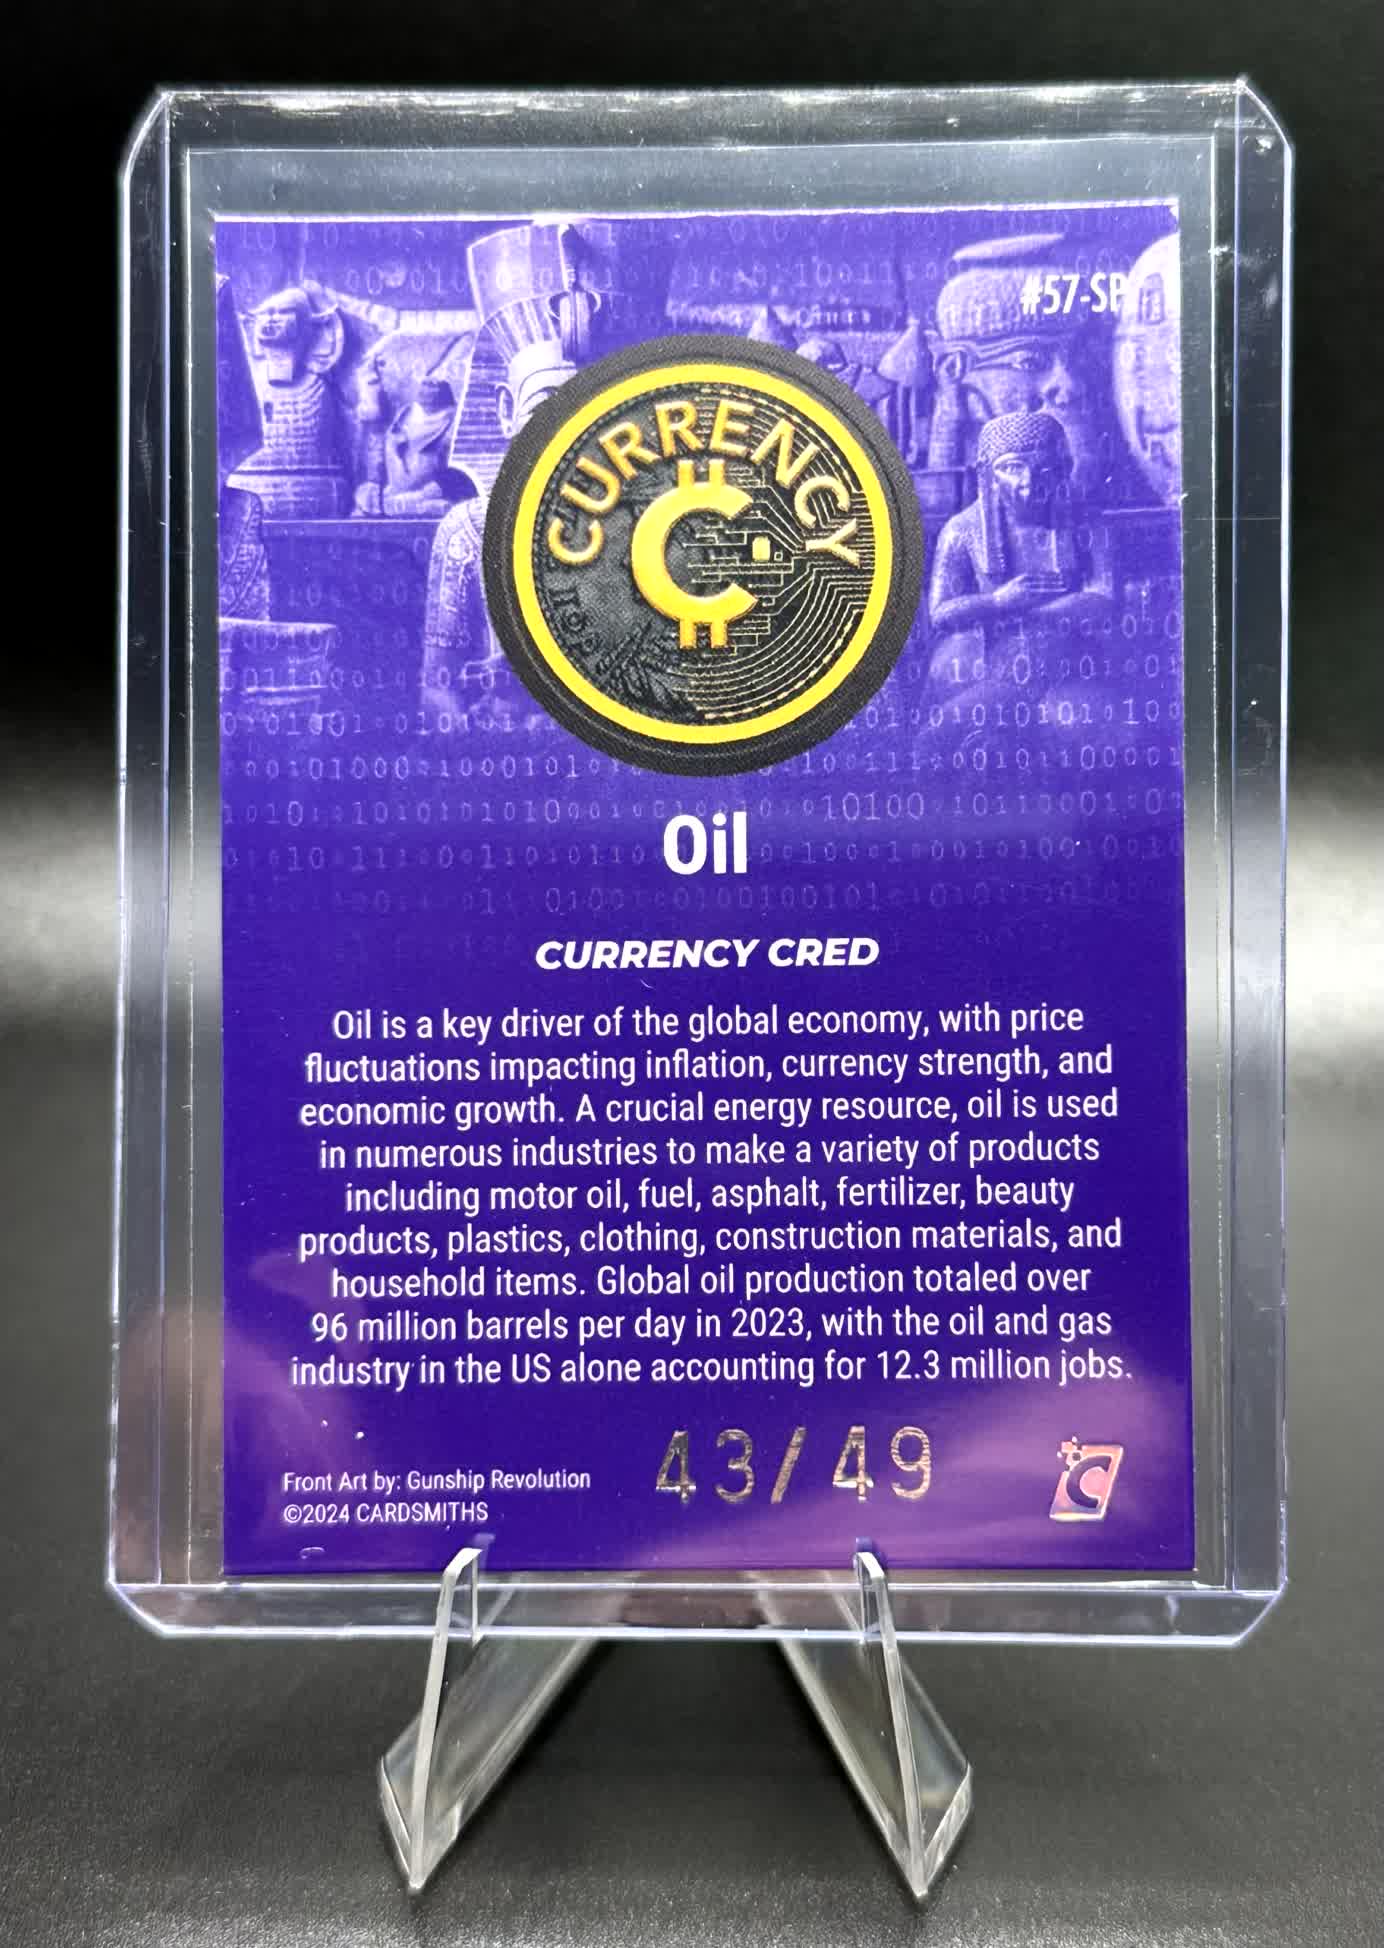 #57-SP
CURRENCY
Oil
CURRENCY CRED
Oil is a key driver of the global economy, with price
fluctuations impacting inflation, currency strength, and
economic growth. A crucial energy resource, oil is used
in numerous industries to make a variety of products
including motor oil, fuel, asphalt, fertilizer, beauty
products, plastics, clothing, construction materials, and
household items. Global oil production totaled over
96 million barrels per day in 2023, with the oil and gas
industry in the US alone accounting for 12.3 million jobs.
43/49
Front Art by: Gunship Revolution
©2024 CARDSMITHS